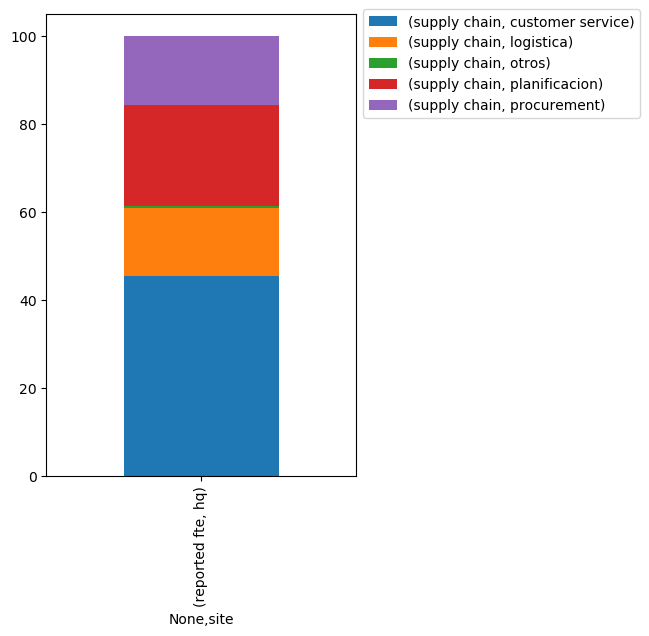 100
80
60
40
20
0
(supply chain, customer service)
(supply chain, logistica)
(supply chain, otros)
(supply chain, planificacion)
(supply chain, procurement)
(reported fte, hq)
None,site